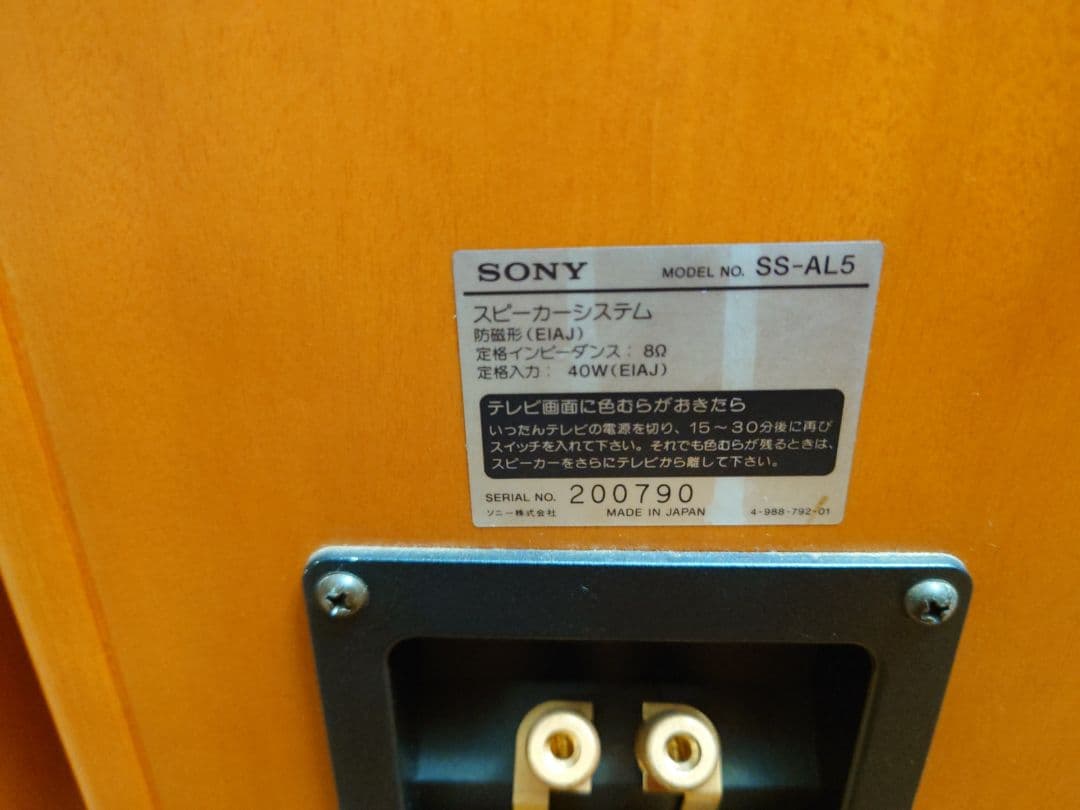 SONY MODEL NO. SS-AL5
スピーカーシステム
防磁形(EIAJ)
定格インピーダンス: 8Ω
定格入力: 40W(EIAJ)
テレビ画面に色むらがおきたら
いったんテレビの電源を切り、15〜30分後に再び
スイッチを入れて下さい。それでも色むらが残るときは、
スピーカーをさらにテレビから離して下さい。
SERIAL NO. 200790
ソニー株式会社 MADE IN JAPAN 4-988-792-01